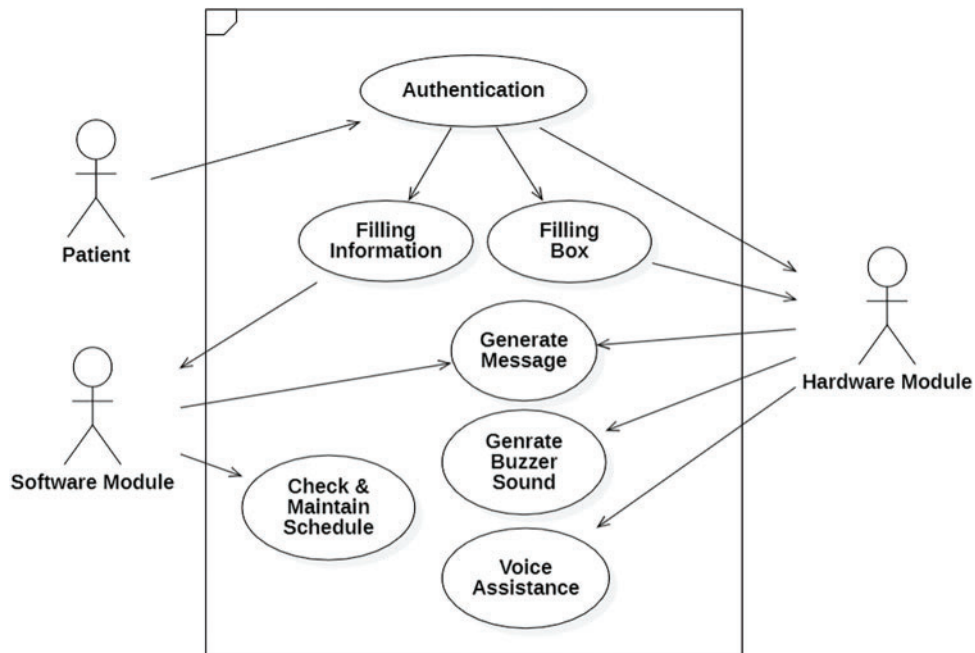 Authentication
Patient
Filling
Information
Filling
Box
Generate
Message
Hardware Module
Software Module
Genrate
Buzzer
Sound
Check &
Maintain
Schedule
Voice
Assistance